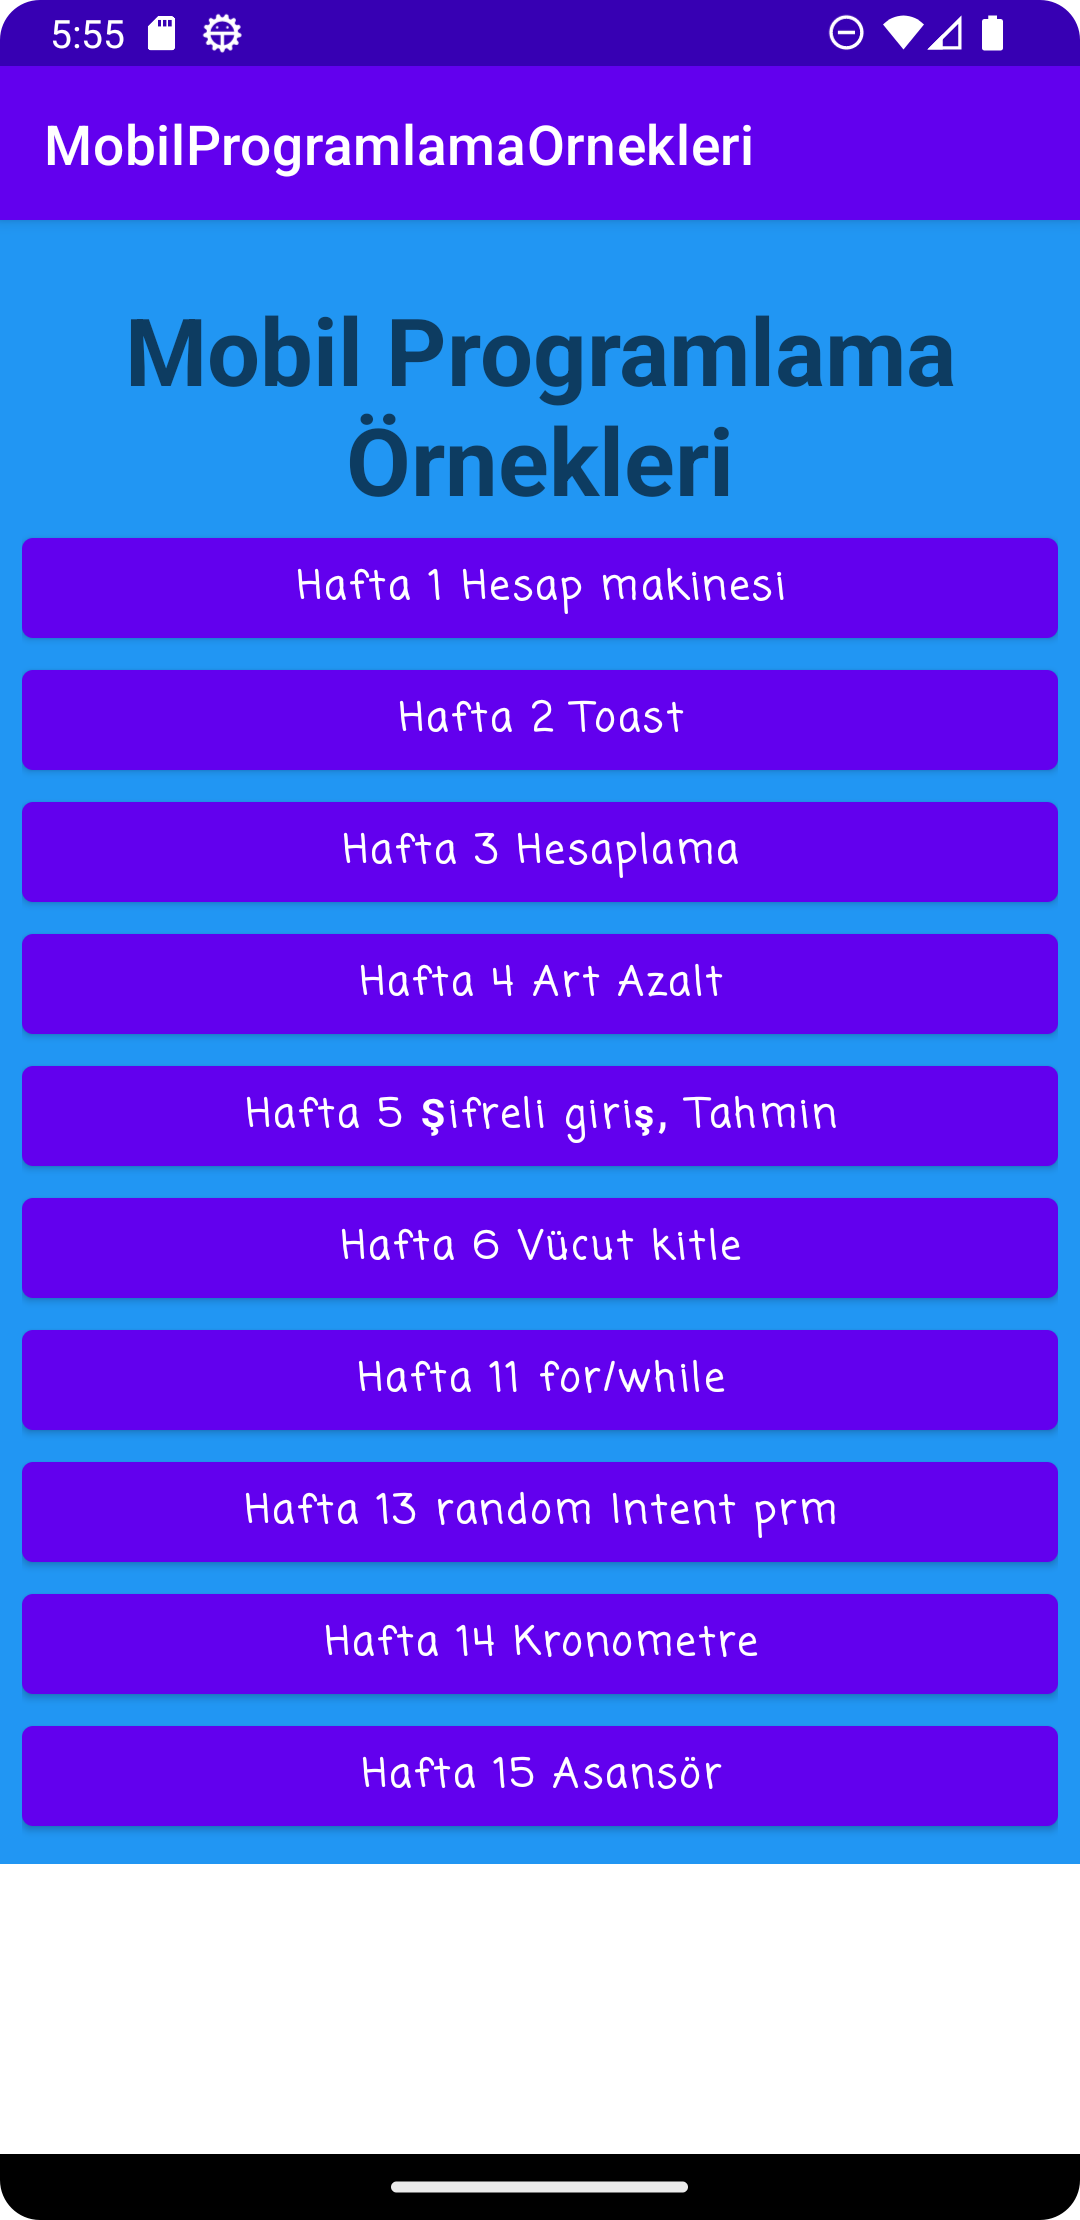 5:55
MobilProgramlamaOrnekleri
Mobil Programlama
Örnekleri
Hafta 1 Hesap makinesi
Hafta 2 Toast
Hafta 3 Hesaplama
Hafta 4 Art Azalt
Hafta 5 Şifreli giriş, Tahmin
Hafta 6 Vücut kitle
Hafta 11 for/while
Hafta 13 random Intent prm
Hafta 14 Kronometre
Hafta 15 Asansör